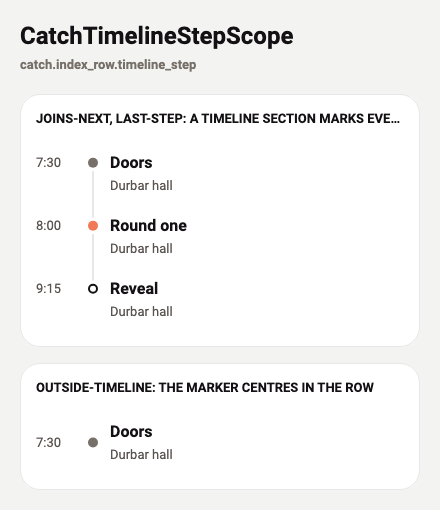 CatchTimelineStepScope
catch.index_row.timeline_step
JOINS-NEXT, LAST-STEP: A TIMELINE SECTION MARKS EVE...
7:30 Doors
Durbar hall
8:00 Round one
Durbar hall
9:15 Reveal
Durbar hall
OUTSIDE-TIMELINE: THE MARKER CENTRES IN THE ROW
Doors
7:30
Durbar hall